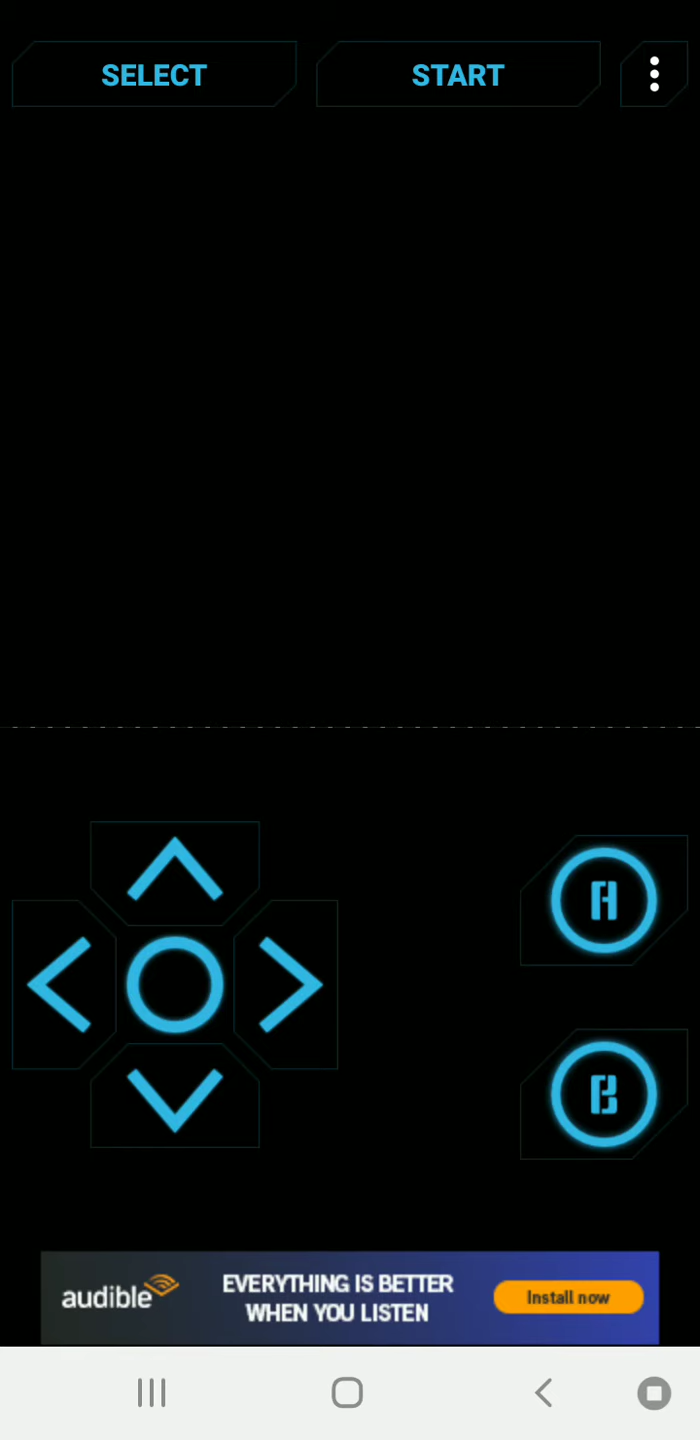 SELECT
START
A
B
audible
EVERYTHING IS BETTER
WHEN YOU LISTEN
Install now